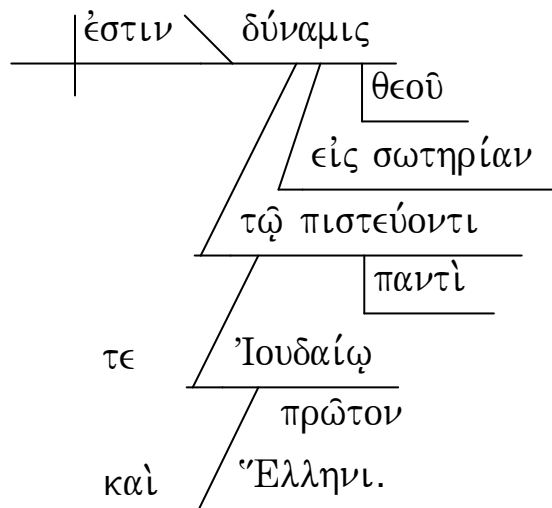 ἐστιν δύναμις
θεοῦ
εἰς σωτηρίαν
τῷ πιστεύοντι
παντὶ
τε Ἰουδαίῳ
πρῶτον
καὶ Ἕλληνι.